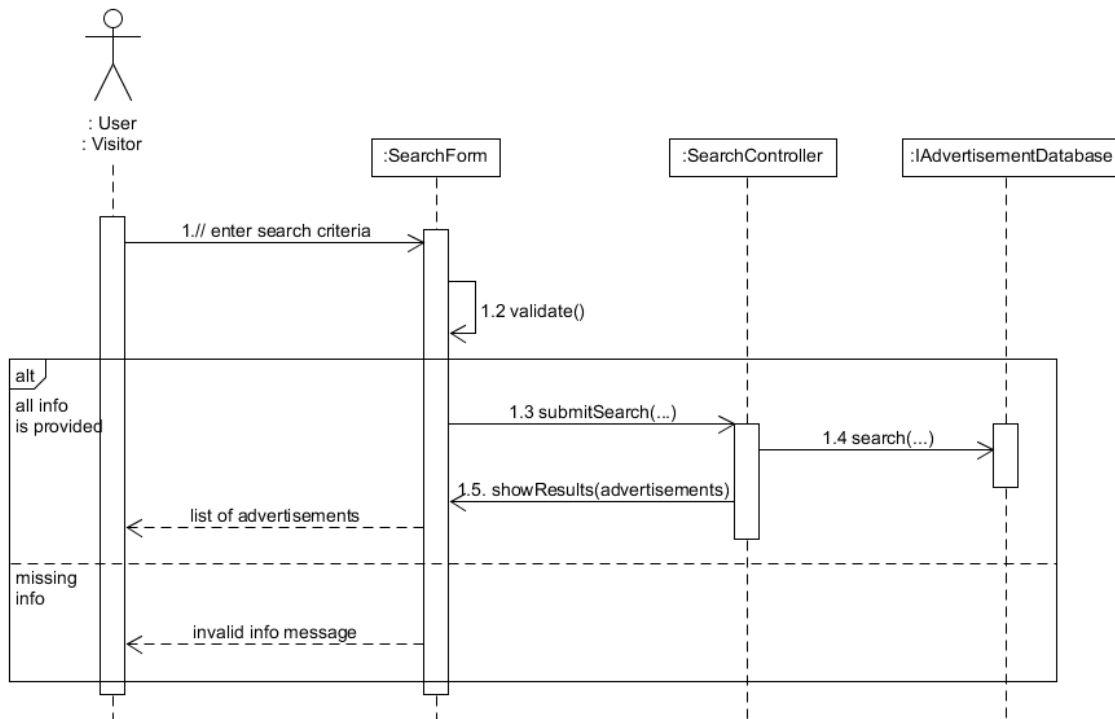 : User
: Visitor
:SearchForm
:SearchController
:IAdvertisementDatabase
1.// enter search criteria
1.2 validate()
alt
all info
is provided
1.3 submitSearch(...)
1.4 search(...)
1.5. showResults(advertisements)
list of advertisements
missing
info
invalid info message